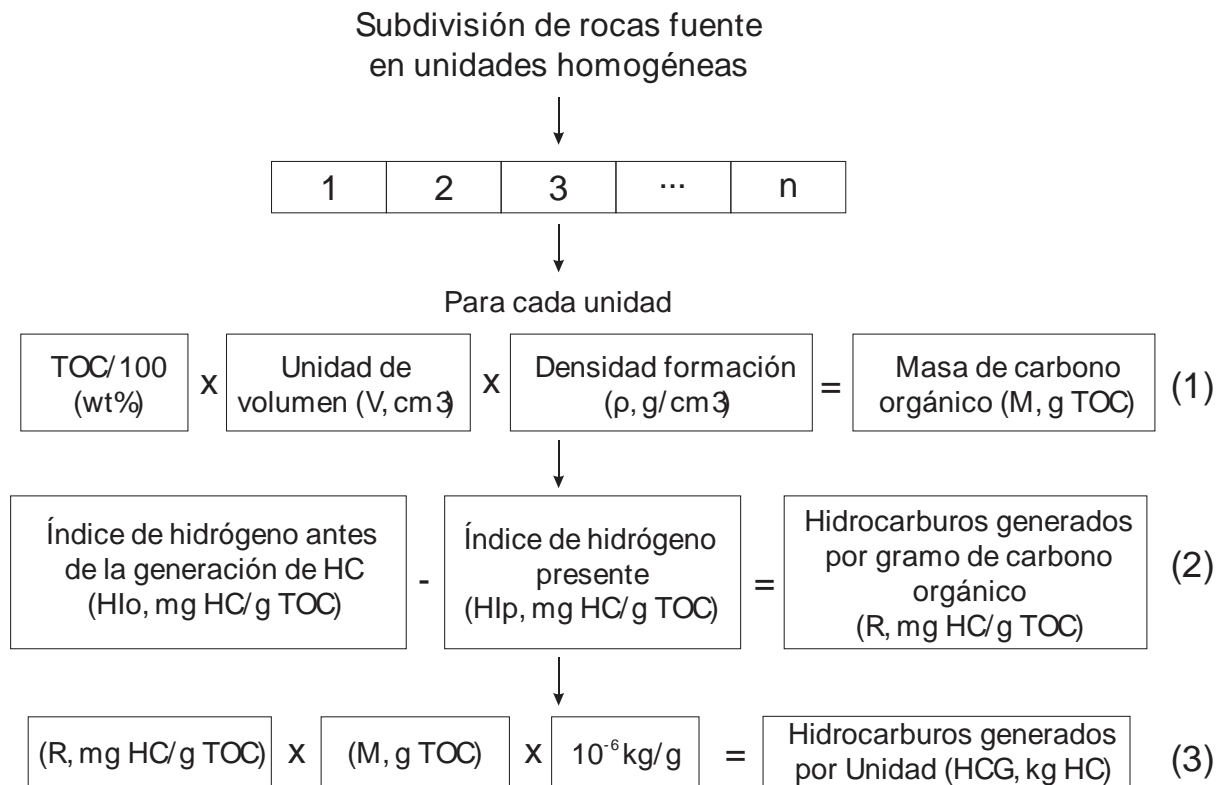 Subdivisión de rocas fuente
en unidades homogéneas
1 2 3 ... n
Para cada unidad
TOC/100
(wt%)
x
Unidad de
volumen (V, cm3)
x
Densidad formación
(ρ, g/cm3)
=
Masa de carbono
orgánico (M, g TOC)
(1)
Índice de hidrógeno antes
de la generación de HC
(HIo, mg HC/g TOC)
-
Índice de hidrógeno
presente
(HIp, mg HC/g TOC)
=
Hidrocarburos generados
por gramo de carbono
orgánico
(R, mg HC/g TOC)
(2)
(R, mg HC/g TOC)
x
(M, g TOC)
x
10⁻⁶ kg/g
=
Hidrocarburos generados
por Unidad (HCG, kg HC)
(3)